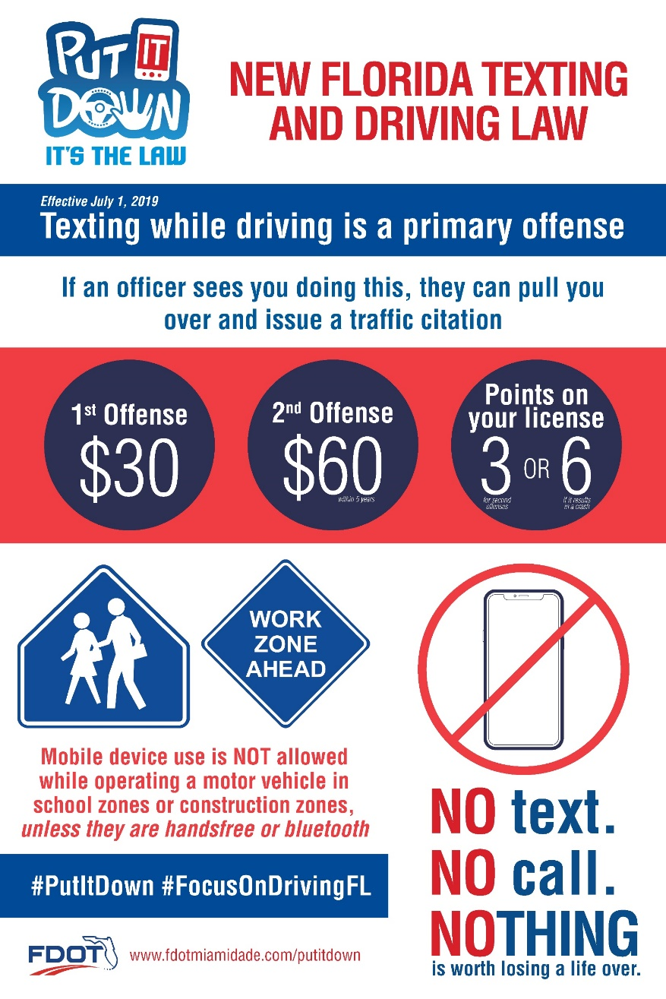 PUT IT
DOWN
IT'S THE LAW
NEW FLORIDA TEXTING
AND DRIVING LAW
Effective July 1, 2019
Texting while driving is a primary offense
If an officer sees you doing this, they can pull you
over and issue a traffic citation
1st Offense
$30
2nd Offense
$60
within 5 years
Points on
your license
3 OR 6
for second
offenses
if it results
in a crash
WORK
ZONE
AHEAD
Mobile device use is NOT allowed
while operating a motor vehicle in
school zones or construction zones,
unless they are handsfree or bluetooth
#PutItDown #FocusOnDrivingFL
FDOT
www.fdotmiamidade.com/putitdown
NO text.
NO call.
NOTHING
is worth losing a life over.